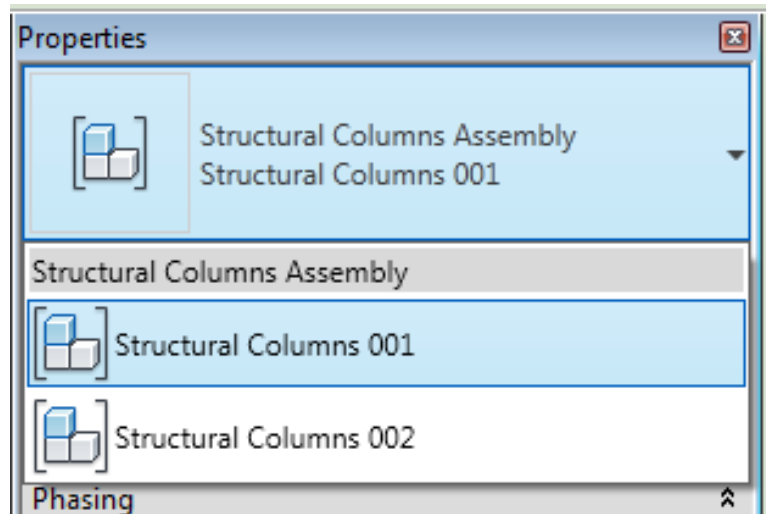 Properties
Structural Columns Assembly
Structural Columns 001
Structural Columns Assembly
Structural Columns 001
Structural Columns 002
Phasing